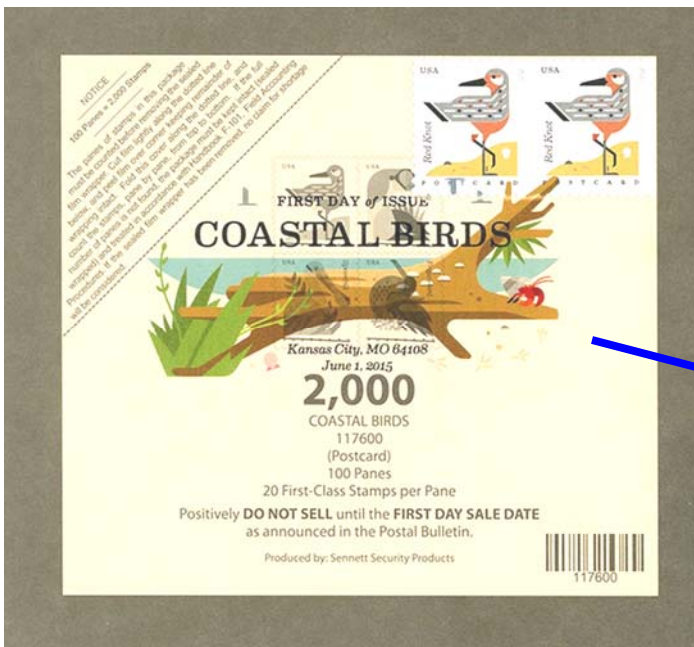 NOTICE
100 Panes = 2,000 Stamps
The panes of stamps in this package
must be counted before removing the sealed
film wrapper. Cut film lightly along the dotted line
below, and peel film over corner keeping remainder of
wrapping intact. Fold this cover along the dotted line, and
count the stamps, pane by pane, from top to bottom. If the full
number of panes is not found, the package must be kept intact (sealed
wrapped) and treated in accordance with Handbook, F-101, Field Accounting
Procedures. If the sealed film wrapper has been removed, no claim for shortage
will be considered.
USA
Red Knot
POSTCARD
USA
Red Knot
POSTCARD
USA
USA
FIRST DAY of ISSUE
COASTAL BIRDS
Kansas City, MO 64108
June 1, 2015
2,000
COASTAL BIRDS
117600
(Postcard)
100 Panes
20 First-Class Stamps per Pane
Positively DO NOT SELL until the FIRST DAY SALE DATE
as announced in the Postal Bulletin.
Produced by: Sennett Security Products
117600